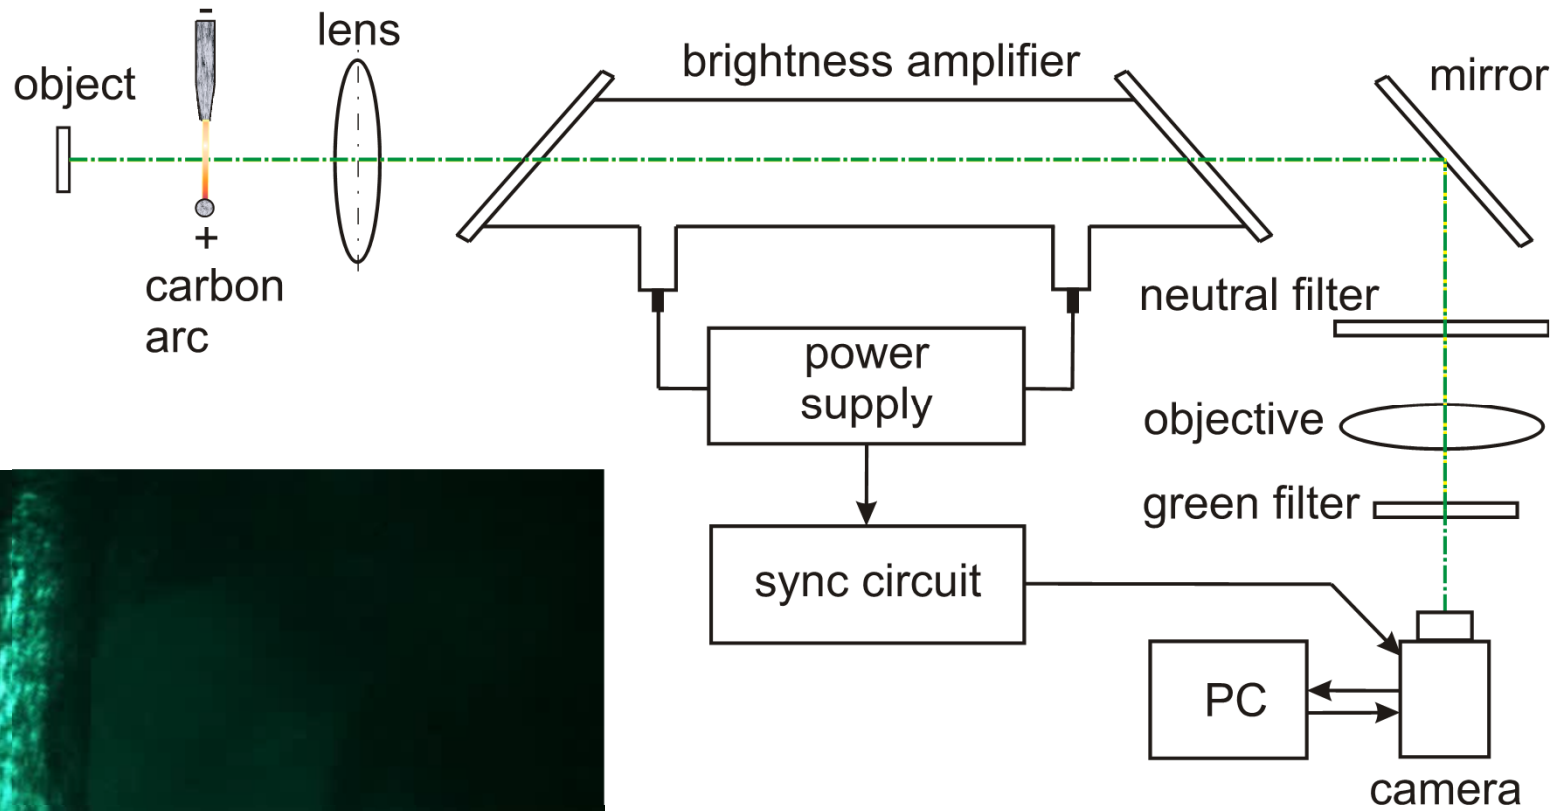 -
lens
object
brightness amplifier
mirror
+
carbon
arc
neutral filter
power
supply
objective
green filter
sync circuit
PC
camera